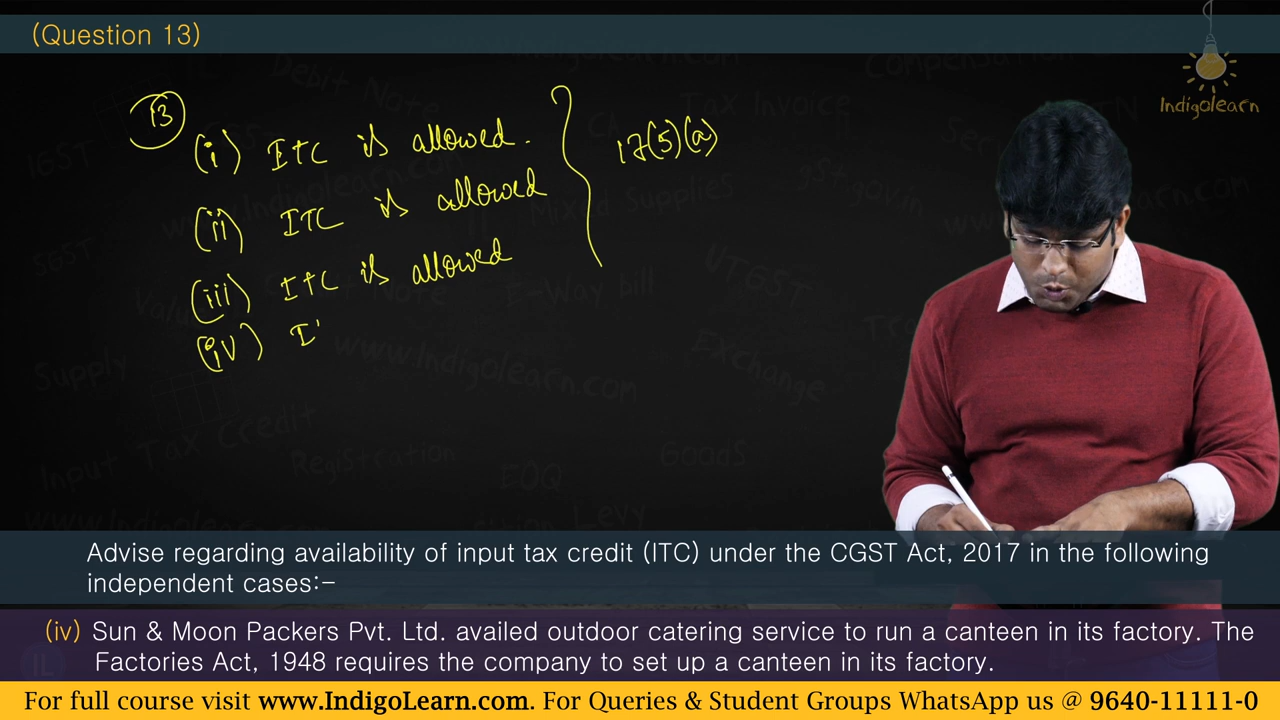 (Question 13)
Indigolearn
13
(i) ITC is allowed.
17(5)(a)
(ii) ITC is allowed
(iii) ITC is allowed
(iv) I
Advise regarding availability of input tax credit (ITC) under the CGST Act, 2017 in the following
independent cases:–
(iv) Sun & Moon Packers Pvt. Ltd. availed outdoor catering service to run a canteen in its factory. The
Factories Act, 1948 requires the company to set up a canteen in its factory.
For full course visit www.IndigoLearn.com. For Queries & Student Groups WhatsApp us @ 9640-11111-0